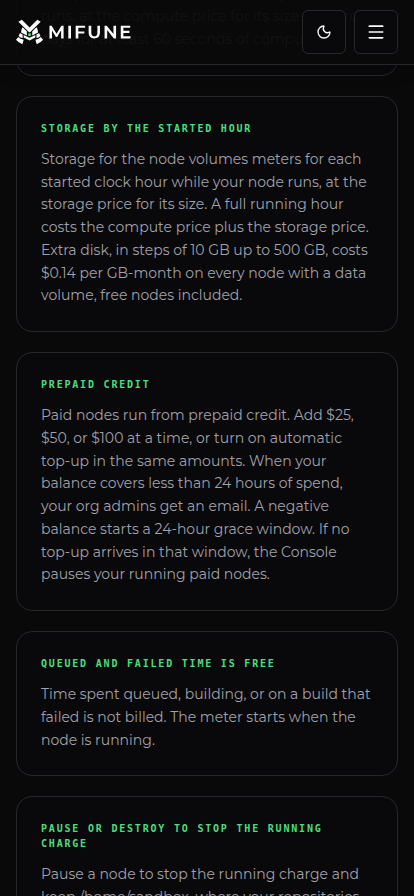 MIFUNE
STORAGE BY THE STARTED HOUR
Storage for the node volumes meters for each
started clock hour while your node runs, at the
storage price for its size. A full running hour
costs the compute price plus the storage price.
Extra disk, in steps of 10 GB up to 500 GB, costs
$0.14 per GB-month on every node with a data
volume, free nodes included.
PREPAID CREDIT
Paid nodes run from prepaid credit. Add $25,
$50, or $100 at a time, or turn on automatic
top-up in the same amounts. When your
balance covers less than 24 hours of spend,
your org admins get an email. A negative
balance starts a 24-hour grace window. If no
top-up arrives in that window, the Console
pauses your running paid nodes.
QUEUED AND FAILED TIME IS FREE
Time spent queued, building, or on a build that
failed is not billed. The meter starts when the
node is running.
PAUSE OR DESTROY TO STOP THE RUNNING
CHARGE
Pause a node to stop the running charge and
keep /home/sandbox, where your repositories